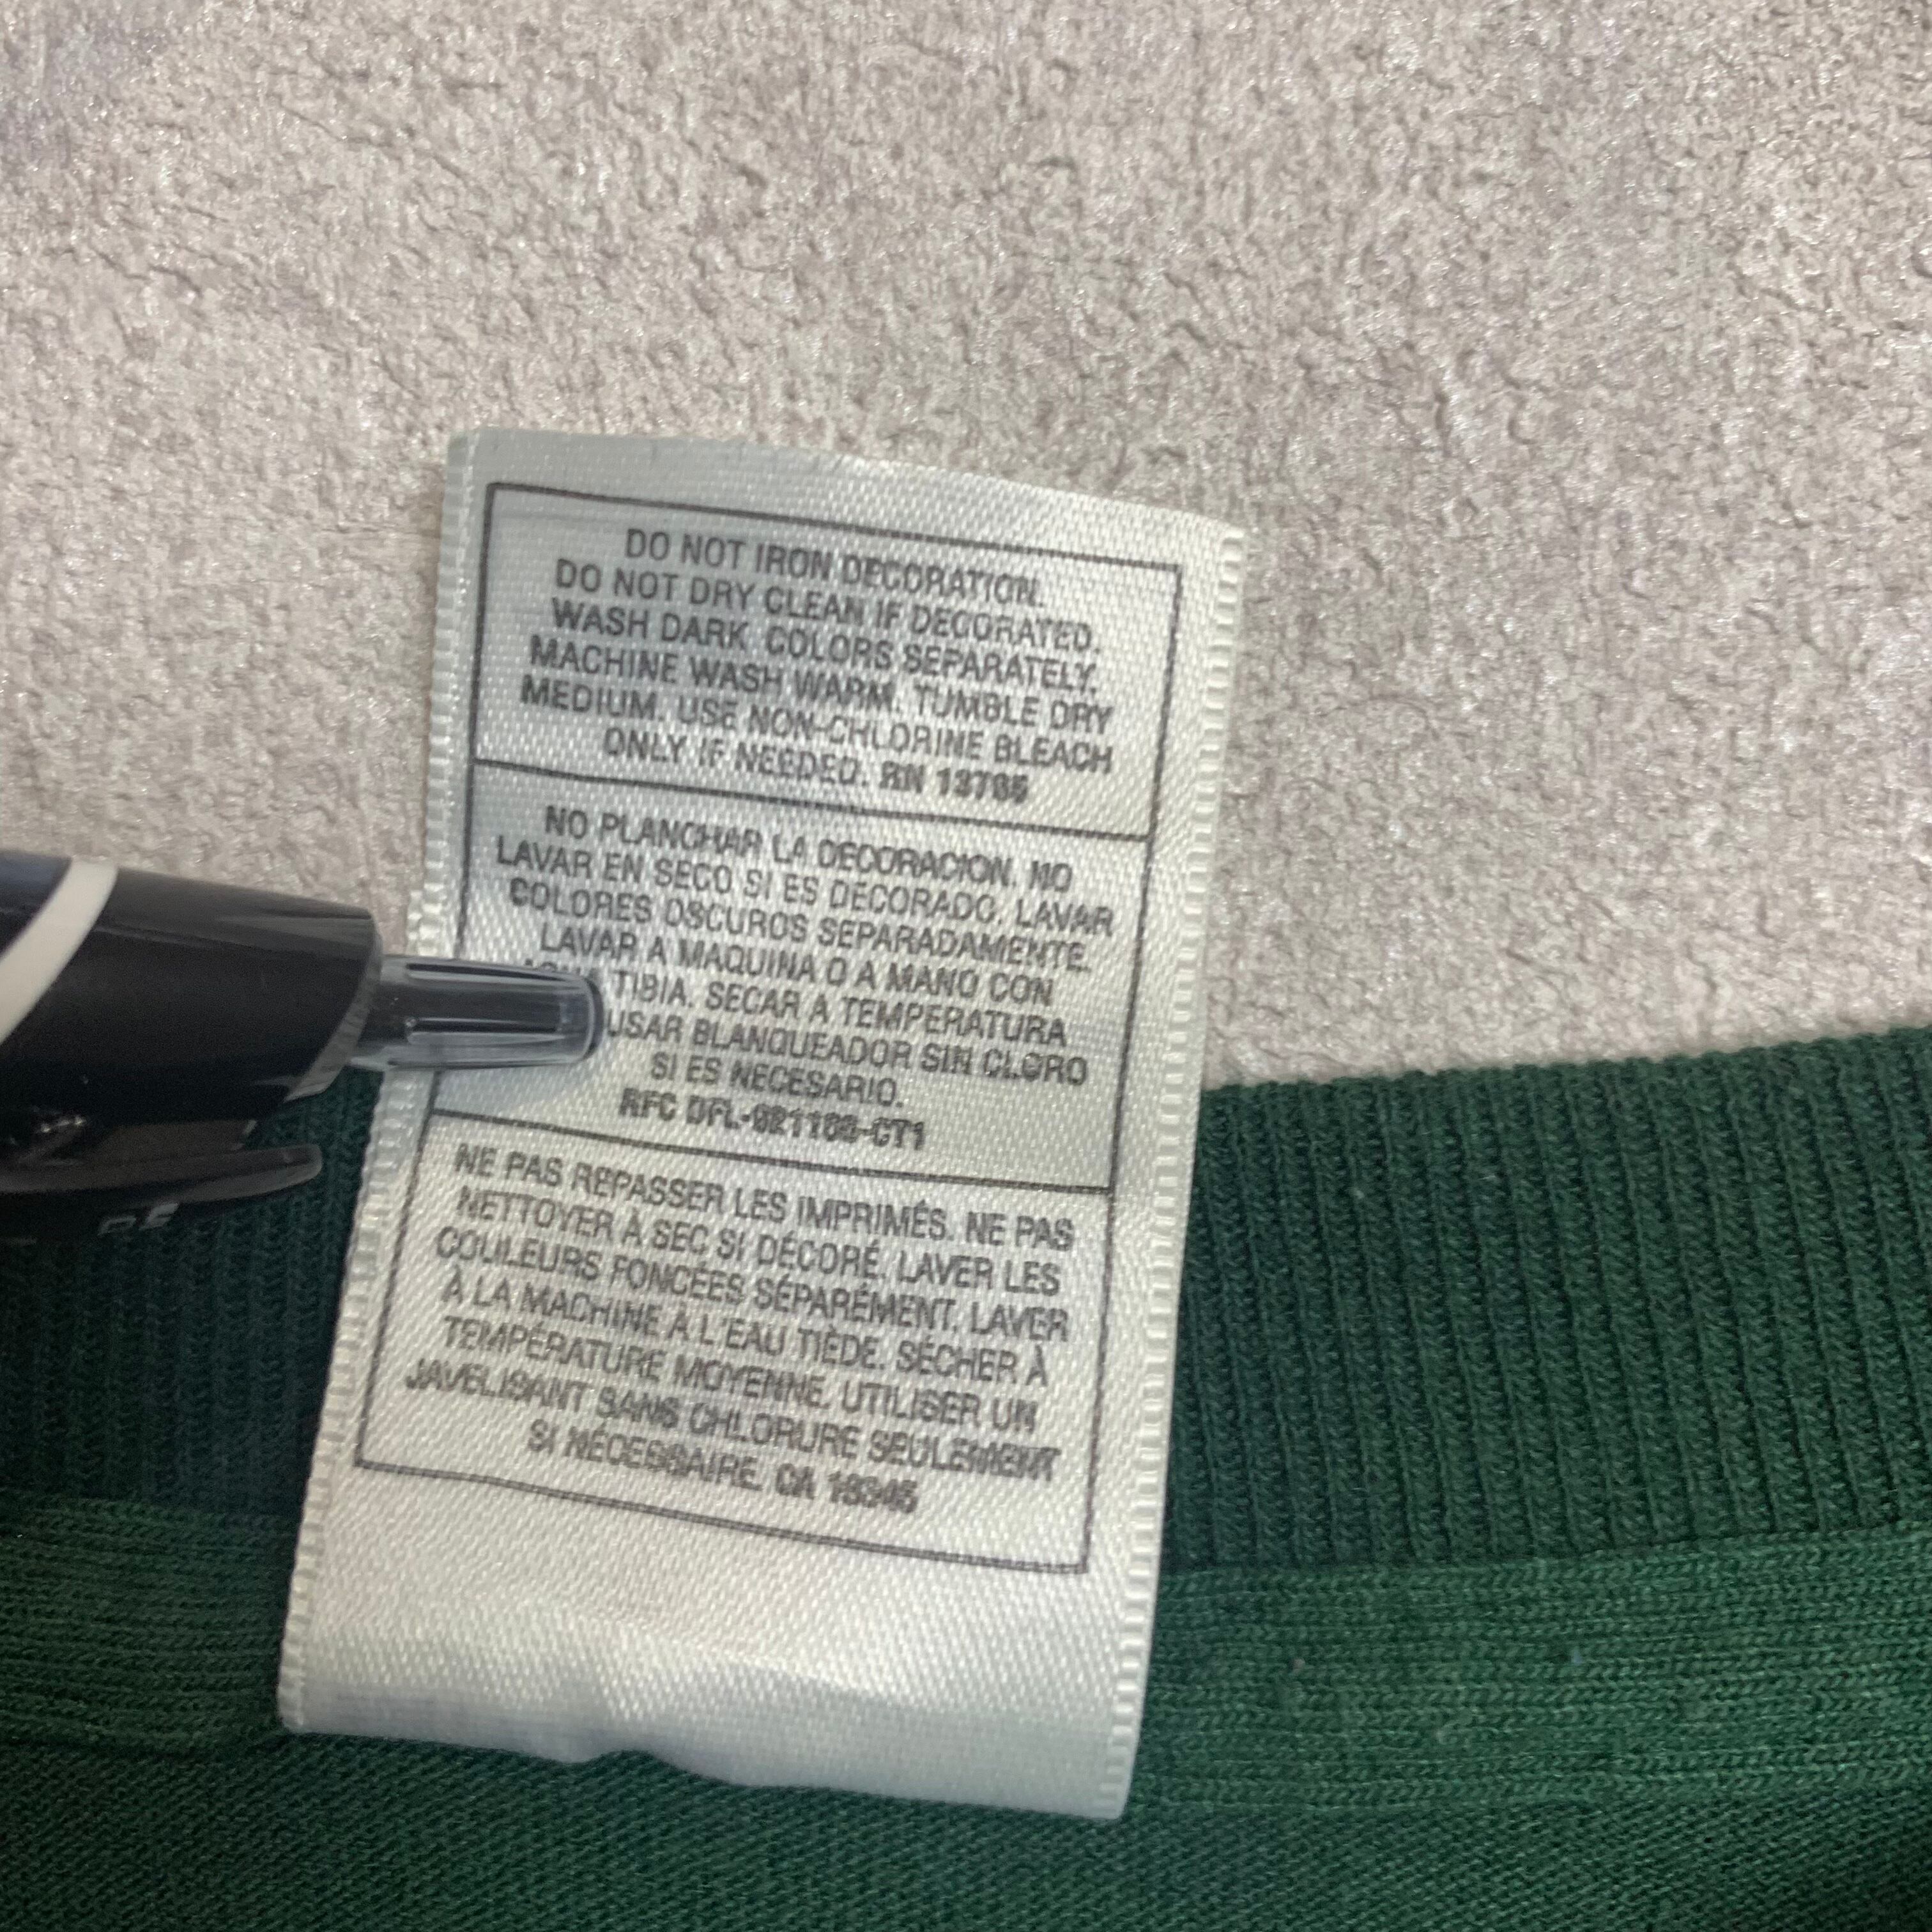 DO NOT IRON DECORATION.
DO NOT DRY CLEAN IF DECORATED.
WASH DARK COLORS SEPARATELY.
MACHINE WASH WARM. TUMBLE DRY
MEDIUM. USE NON-CHLORINE BLEACH
ONLY IF NEEDED. RN 13765
NO PLANCHAR LA DECORACION. NO
LAVAR EN SECO SI ES DECORADO. LAVAR
COLORES OSCUROS SEPARADAMENTE.
LAVAR A MAQUINA O A MANO CON
TIBIA. SECAR A TEMPERATURA
USAR BLANQUEADOR SIN CLORO
SI ES NECESARIO.
RFC
NE PAS REPASSER LES IMPRIMÉS. NE PAS
NETTOYER À SEC SI DÉCORÉ. LAVER LES
COULEURS FONCÉES SÉPARÉMENT. LAVER
À LA MACHINE À L'EAU TIÈDE. SÉCHER À
TEMPÉRATURE MOYENNE. UTILISER UN
JAVELISANT SANS CHLORURE SEULEMENT
SI NÉCESSAIRE. CA